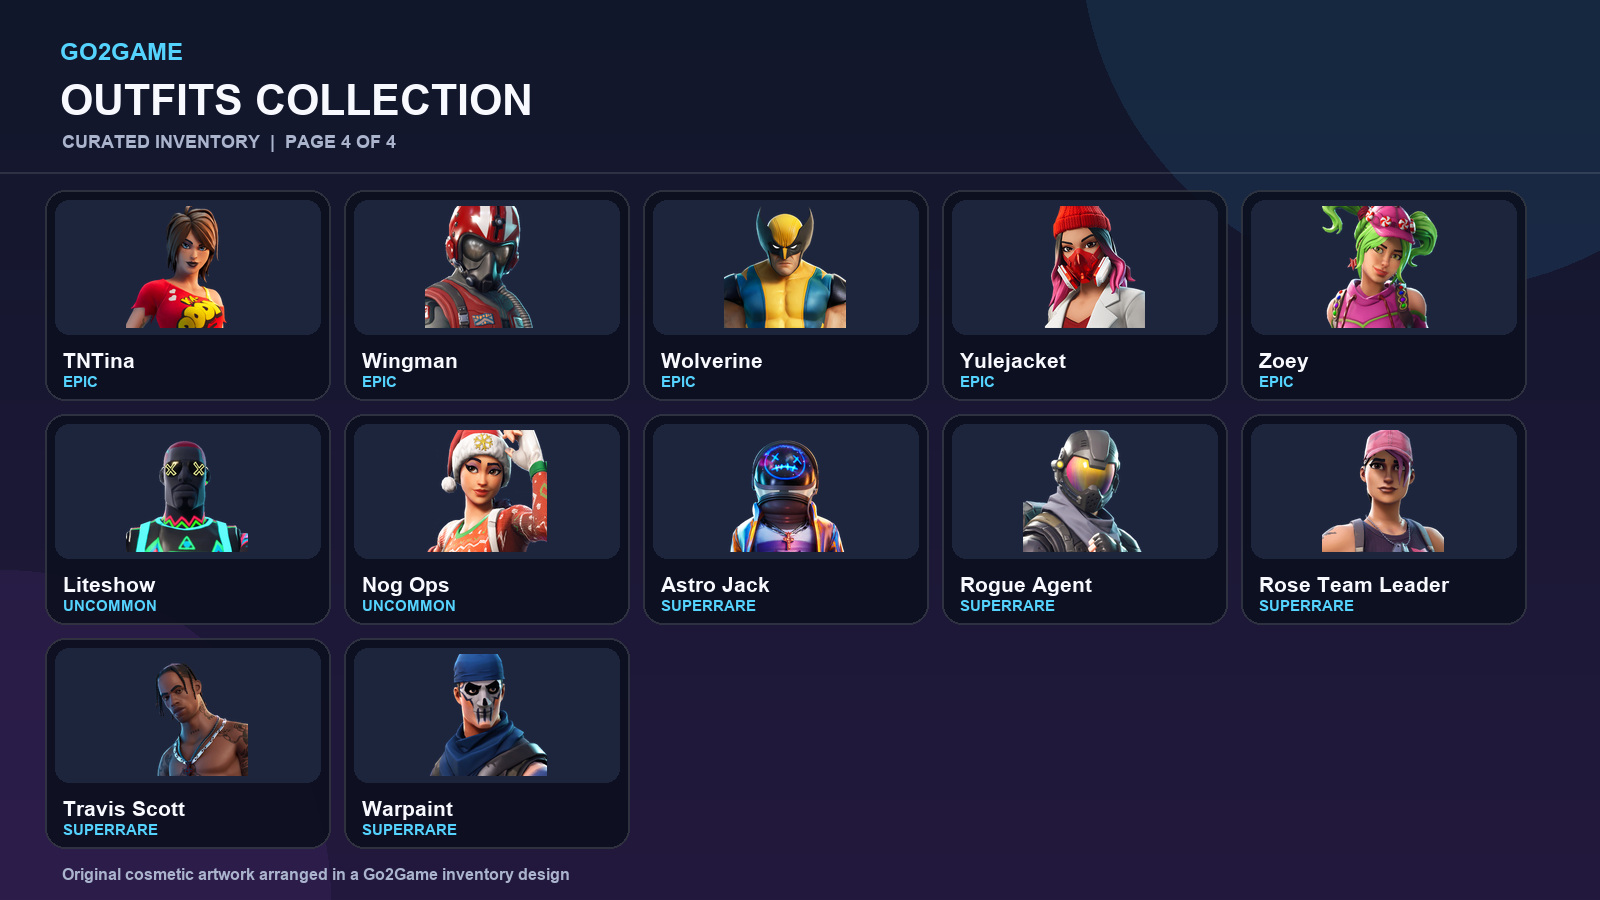 GO2GAME
OUTFITS COLLECTION
CURATED INVENTORY | PAGE 4 OF 4
TNTina
EPIC
Wingman
EPIC
Wolverine
EPIC
Yulejacket
EPIC
Zoey
EPIC
Liteshow
UNCOMMON
Nog Ops
UNCOMMON
Astro Jack
SUPERRARE
Rogue Agent
SUPERRARE
Rose Team Leader
SUPERRARE
Travis Scott
SUPERRARE
Warpaint
SUPERRARE
Original cosmetic artwork arranged in a Go2Game inventory design